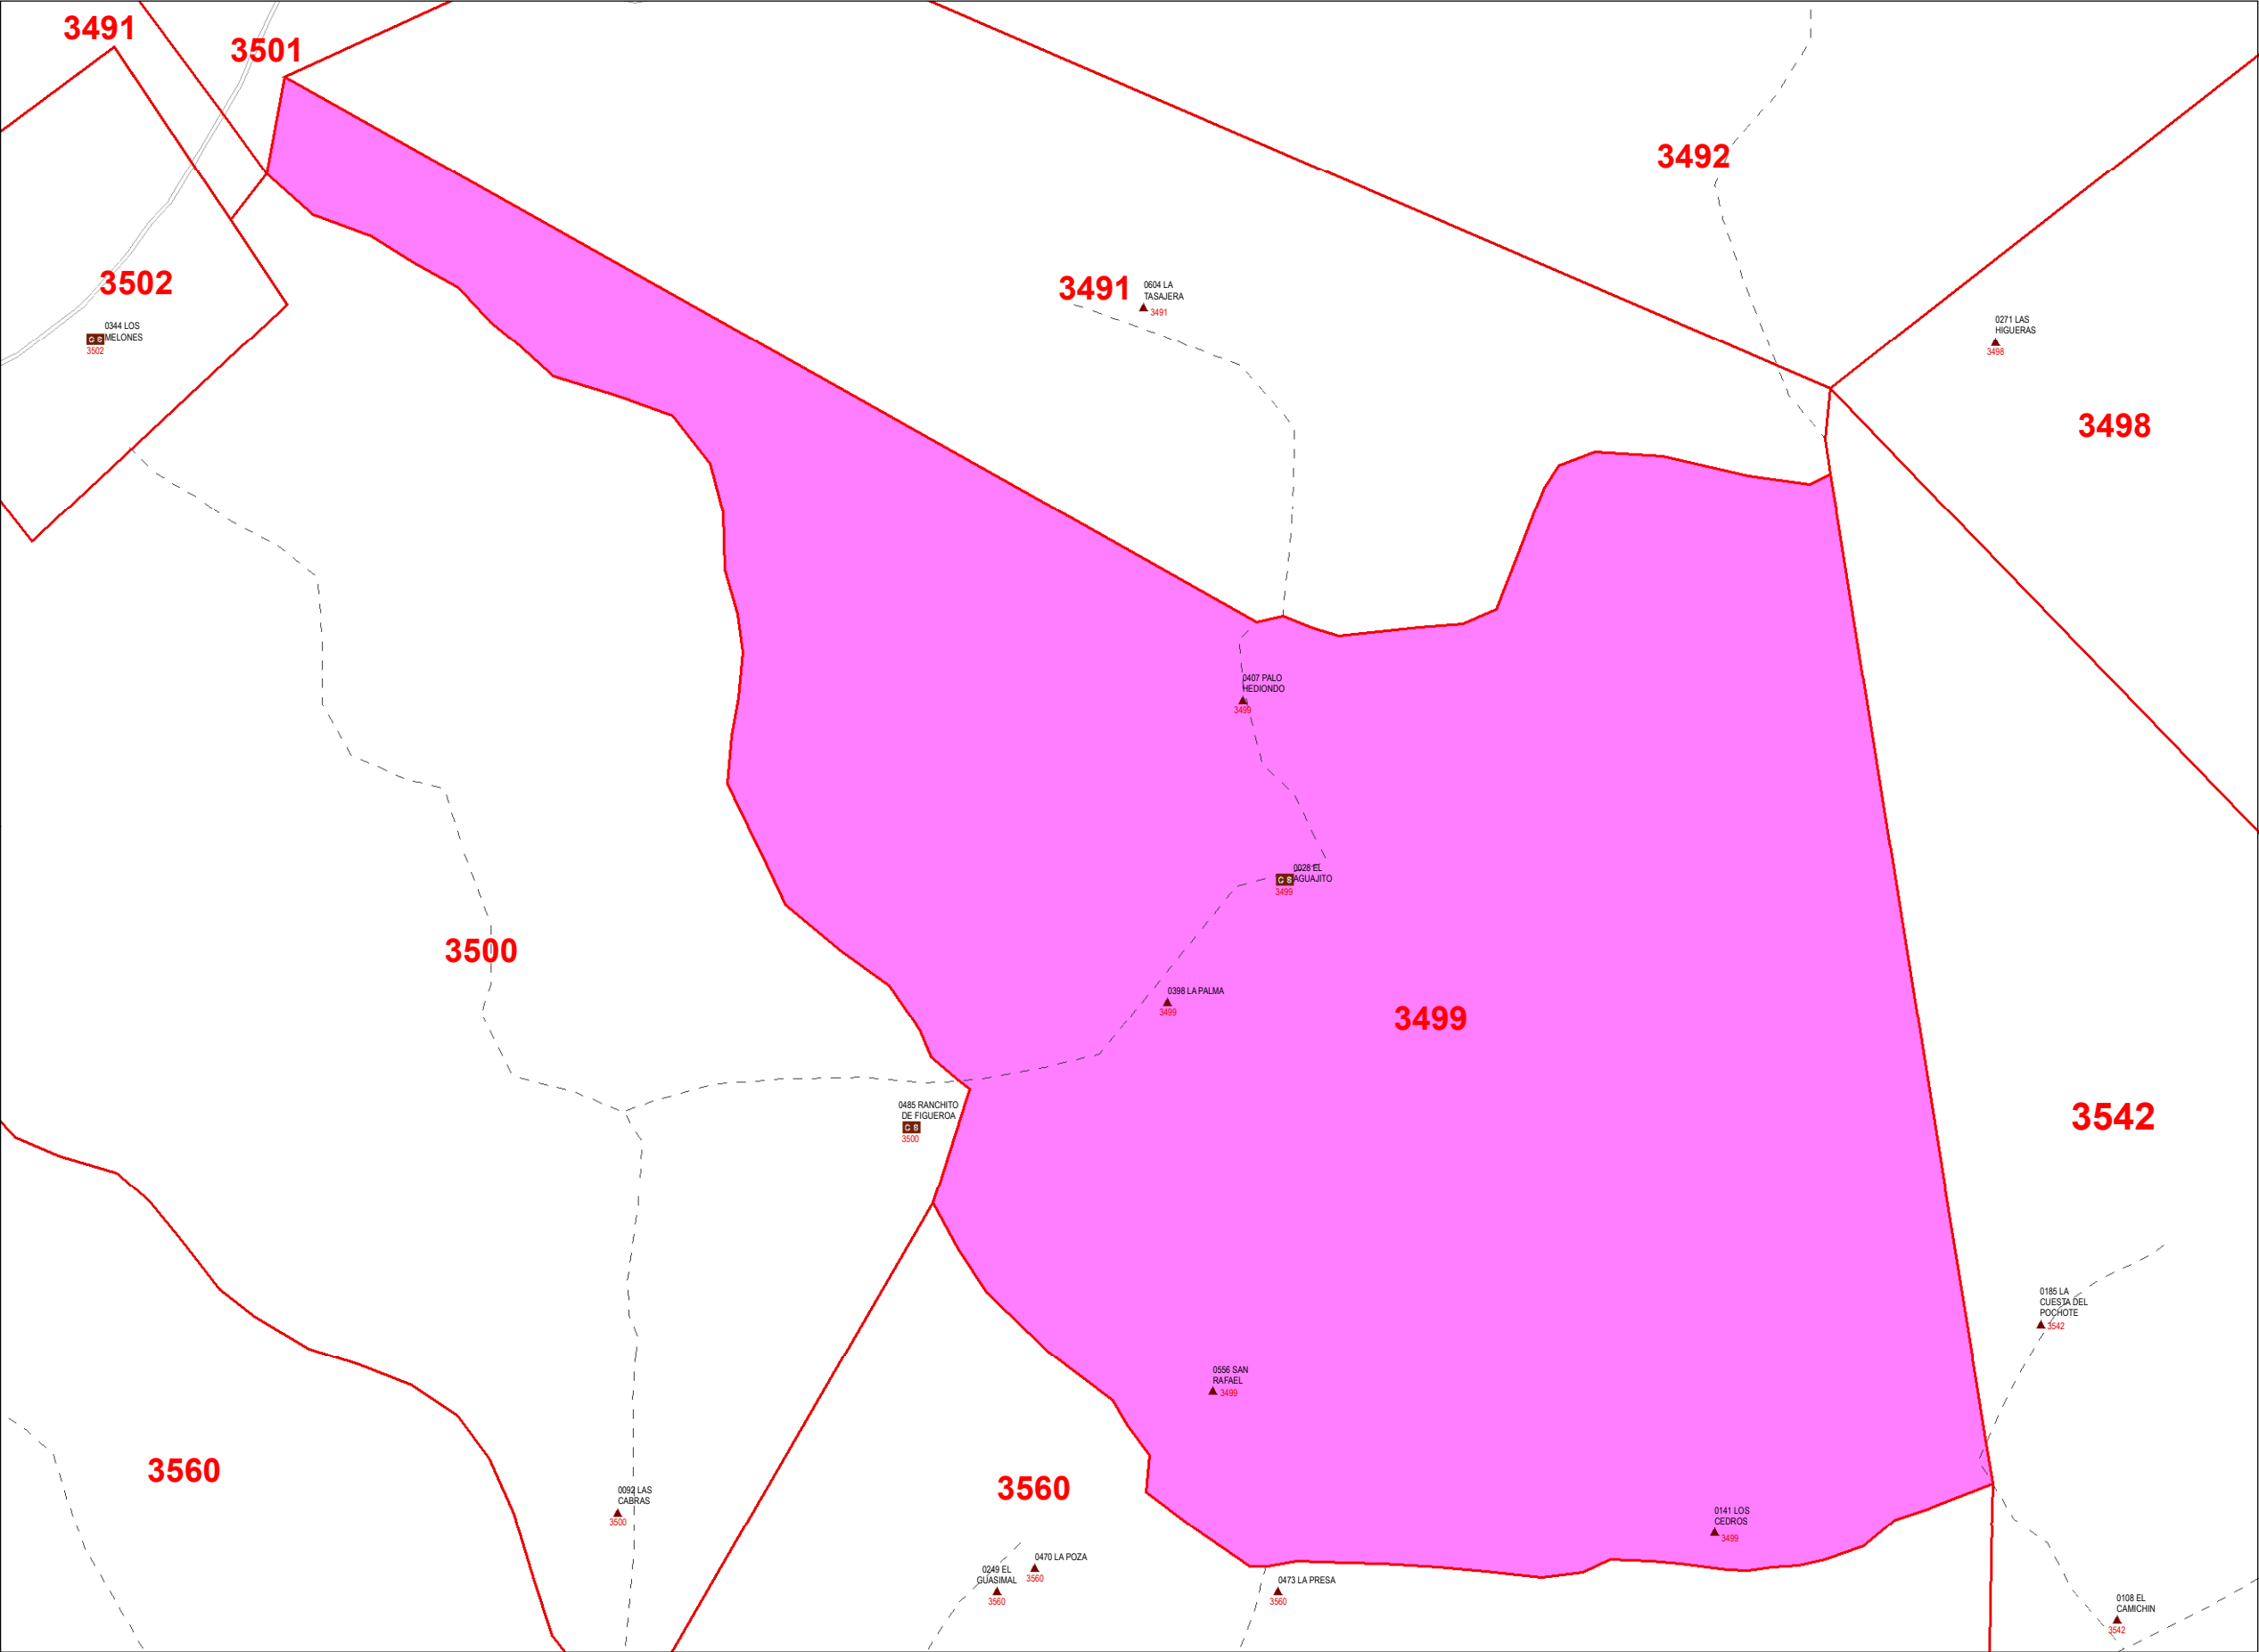 3491
3501
3492
3502
3491
0604 LA
TASAJERA
3491
0344 LOS
MELONES
C S
3502
0271 LAS
HIGUERAS
3498
3498
0407 PALO
HEDIONDO
3499
0028 EL
AGUAJITO
C S
3499
3500
0398 LA PALMA
3499
3499
0485 RANCHITO
DE FIGUEROA
C S
3500
3542
0185 LA
CUESTA DEL
POCHOTE
3542
0556 SAN
RAFAEL
3499
3560
3560
0092 LAS
CABRAS
3500
0141 LOS
CEDROS
3499
0470 LA POZA
3560
0249 EL
GUASIMAL
3560
0473 LA PRESA
3560
0108 EL
CAMICHIN
3542